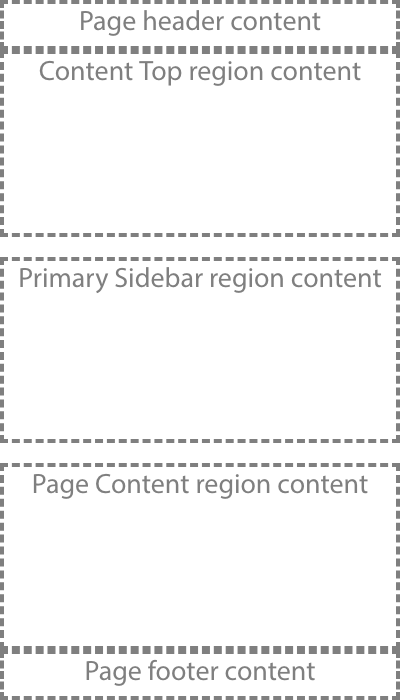 Page header content
Content Top region content
Primary Sidebar region content
Page Content region content
Page footer content